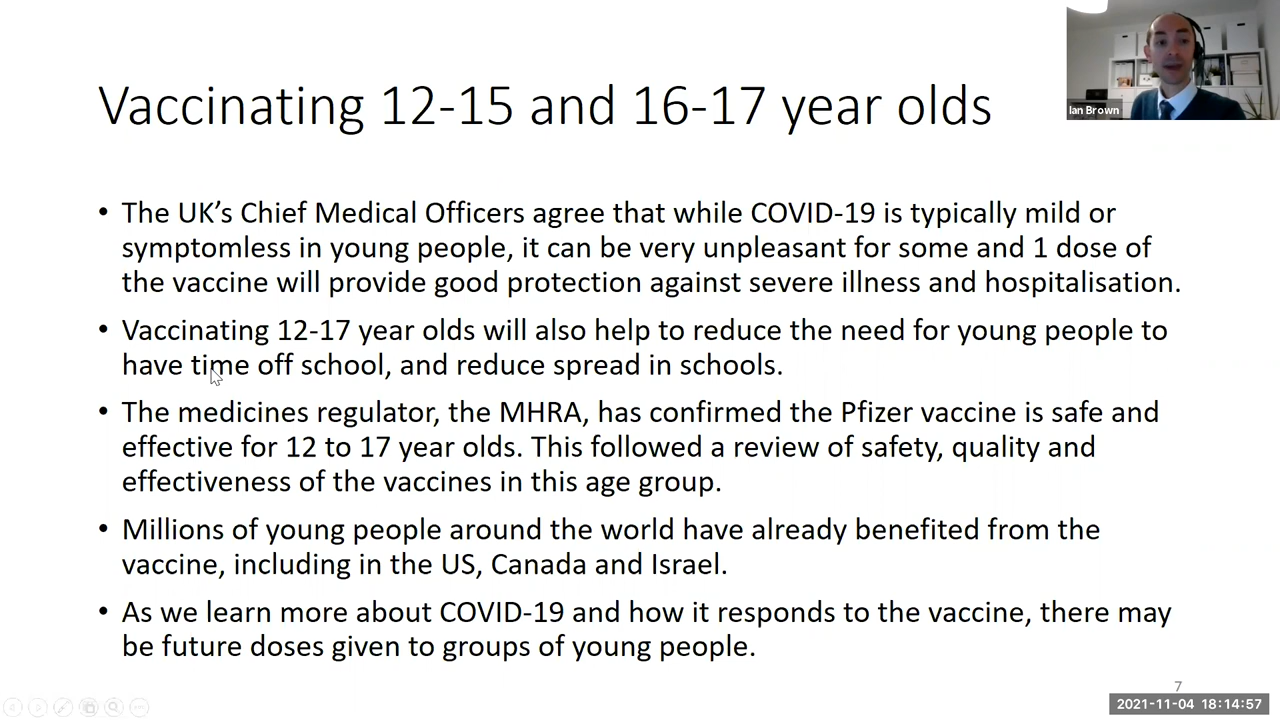 Vaccinating 12-15 and 16-17 year olds
Ian Brown
• The UK’s Chief Medical Officers agree that while COVID-19 is typically mild or
symptomless in young people, it can be very unpleasant for some and 1 dose of
the vaccine will provide good protection against severe illness and hospitalisation.
• Vaccinating 12-17 year olds will also help to reduce the need for young people to
have time off school, and reduce spread in schools.
• The medicines regulator, the MHRA, has confirmed the Pfizer vaccine is safe and
effective for 12 to 17 year olds. This followed a review of safety, quality and
effectiveness of the vaccines in this age group.
• Millions of young people around the world have already benefited from the
vaccine, including in the US, Canada and Israel.
• As we learn more about COVID-19 and how it responds to the vaccine, there may
be future doses given to groups of young people.
7
2021-11-04 18:14:57